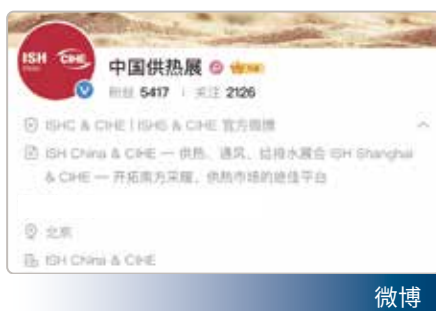 ISH CIHE
中国供热展
粉丝 5417 关注 2126
ISHC & CIHE | ISHS & CIHE 官方微博
ISH China & CIHE — 供热、通风、给排水展会 ISH Shanghai
& CIHE — 开拓南方采暖、供热市场的绝佳平台
北京
ISH China & CIHE
微博